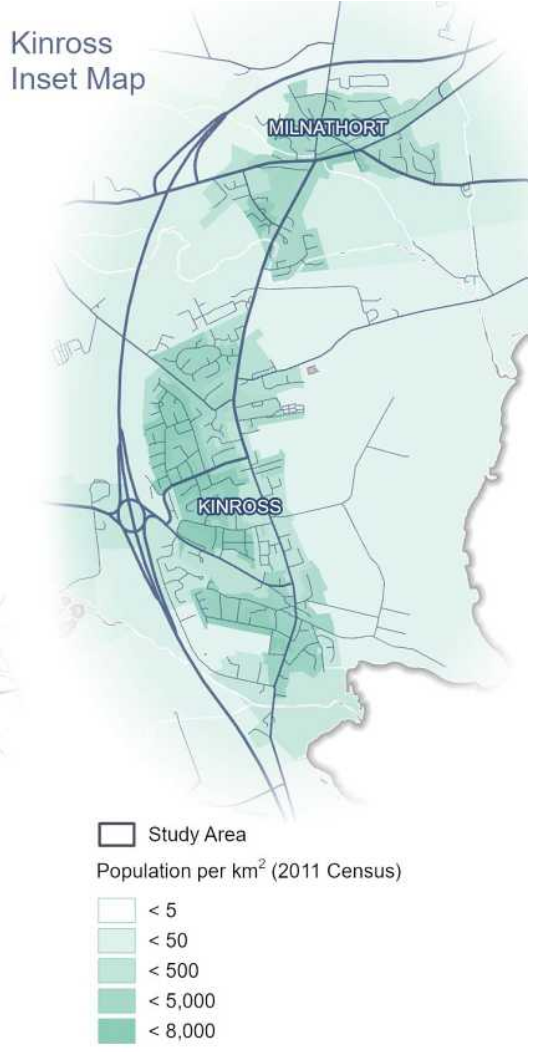 Kinross
Inset Map
MILNATHORT
KINROSS
Study Area
Population per km² (2011 Census)
< 5
< 50
< 500
< 5,000
< 8,000